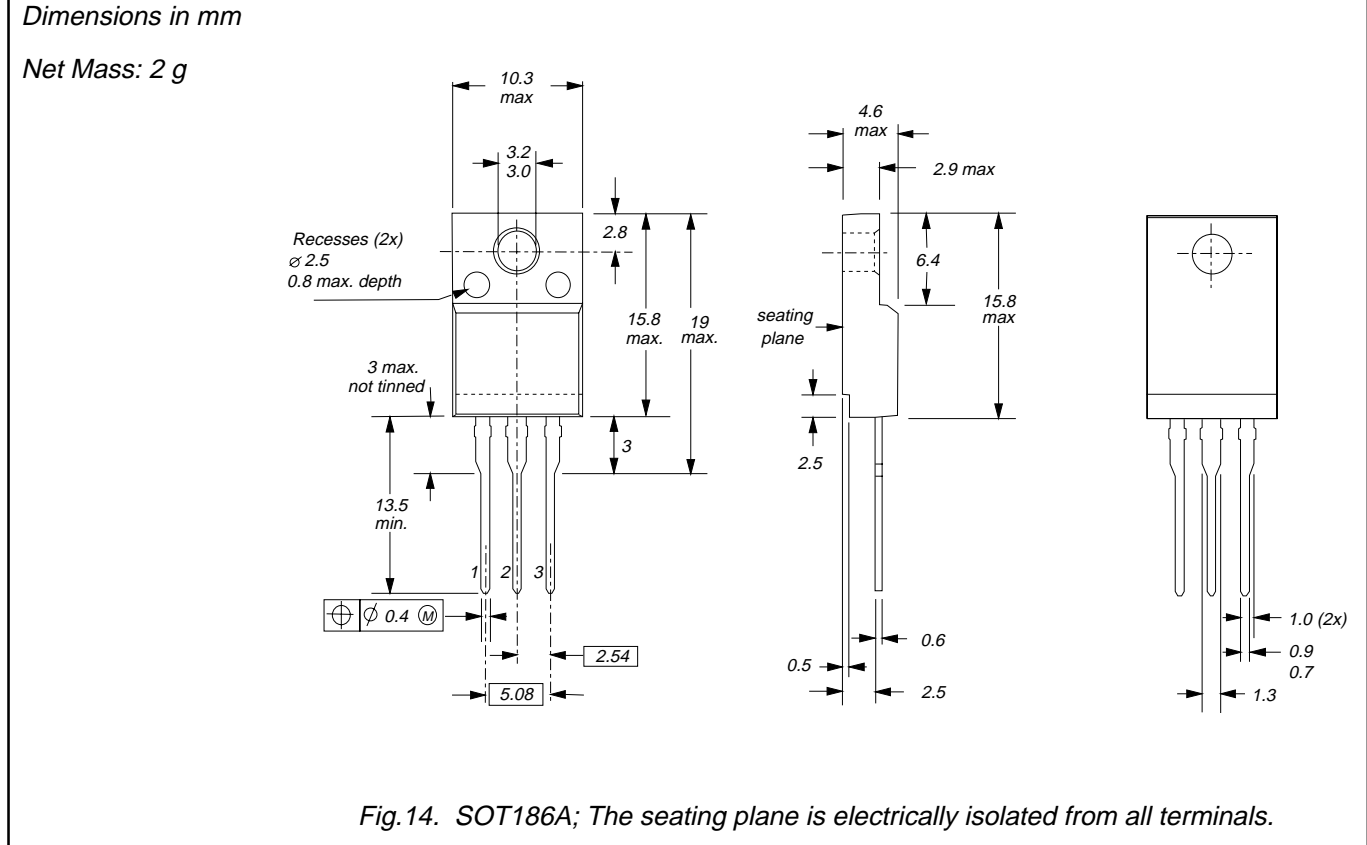 Dimensions in mm
Net Mass: 2 g
10.3
max
3.2
3.0
2.8
Recesses (2x)
⌀ 2.5
0.8 max. depth
15.8
max.
19
max.
3 max.
not tinned
3
13.5
min.
1 2 3
⌀ 0.4 Ⓜ
2.54
5.08
4.6
max
2.9 max
6.4
15.8
max
seating
plane
2.5
0.6
0.5
2.5
1.0 (2x)
0.9
0.7
1.3
Fig.14. SOT186A; The seating plane is electrically isolated from all terminals.